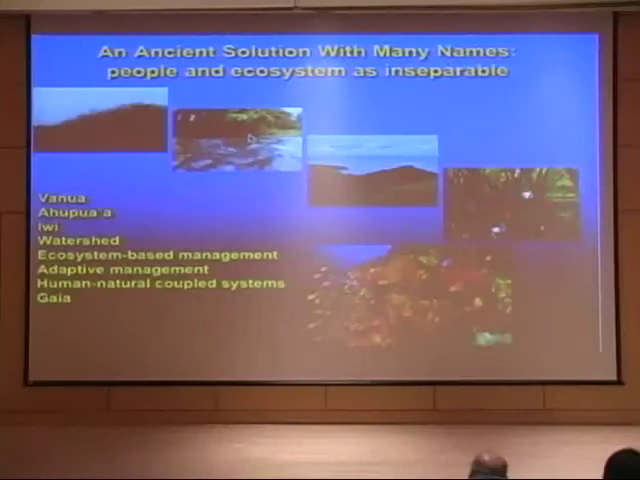 An Ancient Solution With Many Names:
people and ecosystem as inseparable
Vanua
Ahupua'a
Iwi
Watershed
Ecosystem-based management
Adaptive management
Human-natural coupled systems
Gaia